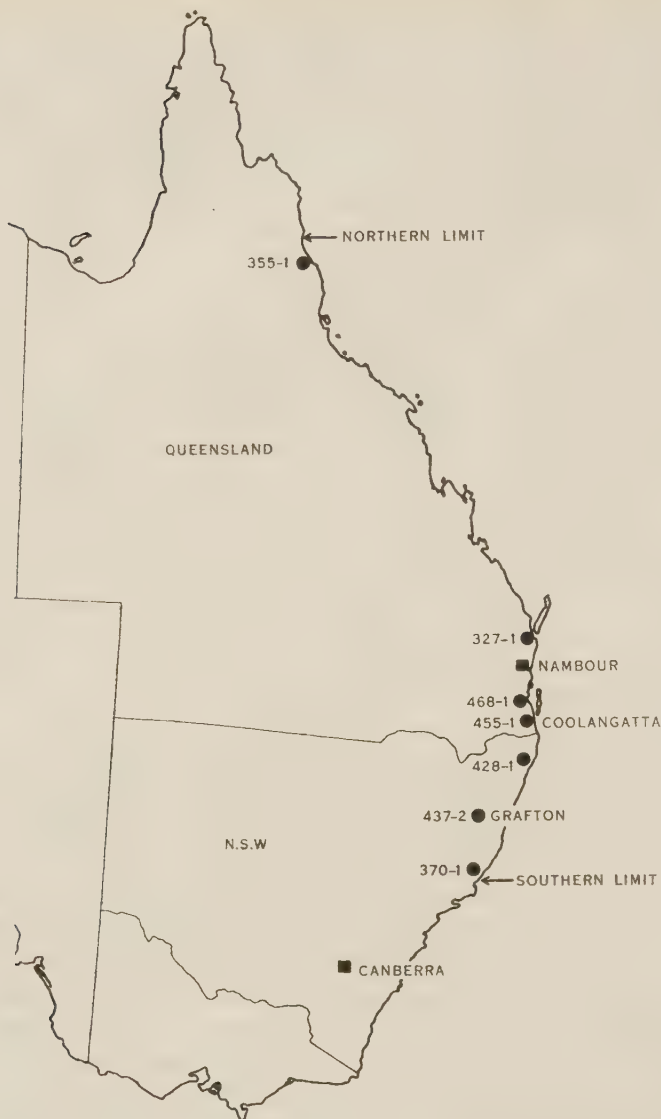 NORTHERN LIMIT
355-1
QUEENSLAND
327-1
NAMBOUR
468-1
455-1 COOLANGATTA
428-1
437-2 GRAFTON
N.S.W
370-1
SOUTHERN LIMIT
CANBERRA